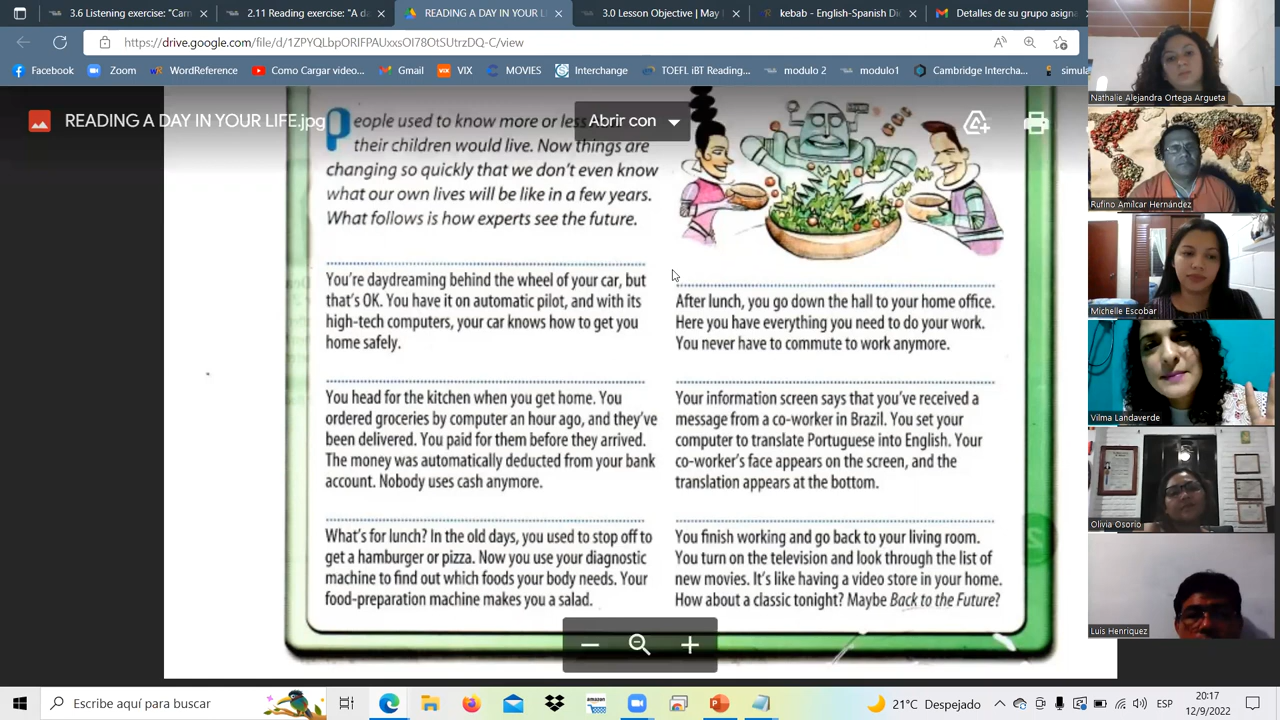 3.6 Listening exercise: "Carr
2.11 Reading exercise: "A da
READING A DAY IN YOUR LI
3.0 Lesson Objective | May I
kebab - English-Spanish Dic
Detalles de su grupo asigna
https://drive.google.com/file/d/1ZPYQLbpORIFPAUxxsOI78OtSUtrzDQ-C/view
Facebook
Zoom
WordReference
Como Cargar video...
Gmail
VIX
MOVIES
Interchange
TOEFL iBT Reading...
modulo 2
modulo1
Cambridge Intercha...
simula
READING A DAY IN YOUR LIFE.jpg
Abrir con
People used to know more or less
their children would live. Now things are
changing so quickly that we don't even know
what our own lives will be like in a few years.
What follows is how experts see the future.
You're daydreaming behind the wheel of your car, but
that's OK. You have it on automatic pilot, and with its
high-tech computers, your car knows how to get you
home safely.
You head for the kitchen when you get home. You
ordered groceries by computer an hour ago, and they've
been delivered. You paid for them before they arrived.
The money was automatically deducted from your bank
account. Nobody uses cash anymore.
What's for lunch? In the old days, you used to stop off to
get a hamburger or pizza. Now you use your diagnostic
machine to find out which foods your body needs. Your
food-preparation machine makes you a salad.
After lunch, you go down the hall to your home office.
Here you have everything you need to do your work.
You never have to commute to work anymore.
Your information screen says that you've received a
message from a co-worker in Brazil. You set your
computer to translate Portuguese into English. Your
co-worker's face appears on the screen, and the
translation appears at the bottom.
You finish working and go back to your living room.
You turn on the television and look through the list of
new movies. It's like having a video store in your home.
How about a classic tonight? Maybe Back to the Future?
Nathalie Alejandra Ortega Argueta
Rufino Amílcar Hernández
Michelle Escobar
Vilma Landaverde
Olivia Osorio
Luis Henriquez
Escribe aquí para buscar
21°C Despejado
ESP
20:17
12/9/2022